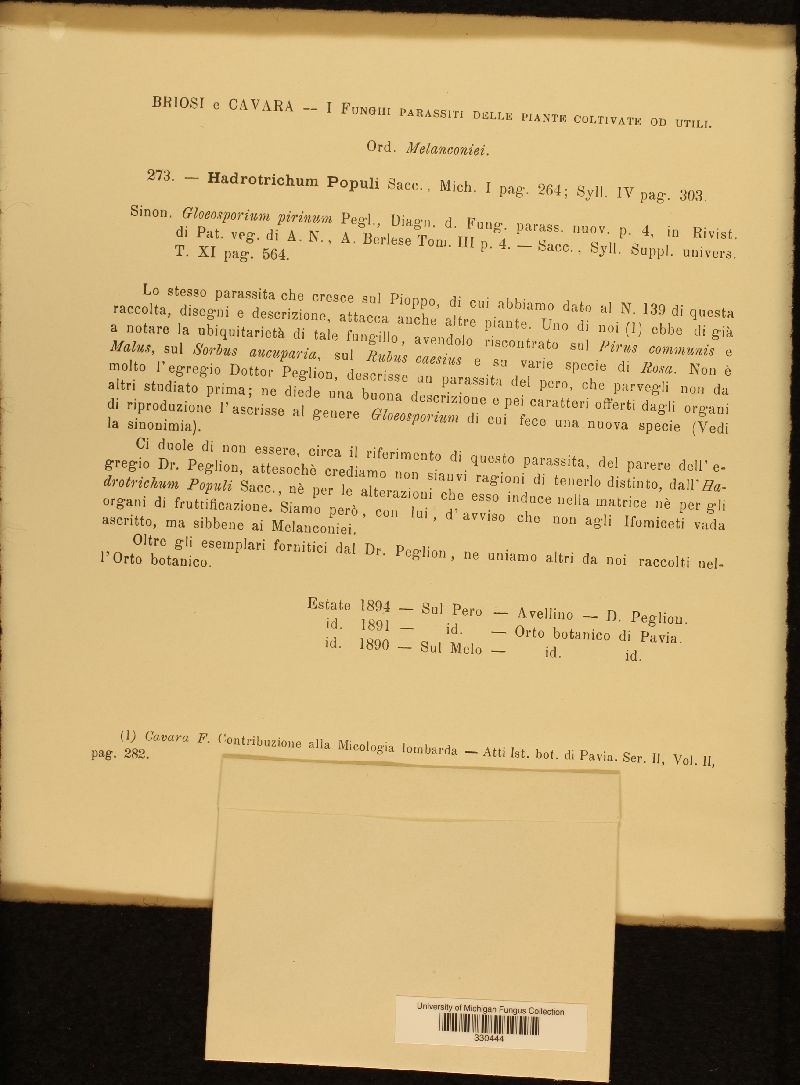 BRIOSI e CAVARA — I FUNGHI PARASSITI DELLE PIANTE COLTIVATE OD UTILI.
Ord. Melanconiei.
273. — Hadrotrichum Populi Sacc., Mich. I pag. 264; Syll. IV pag. 303.
Sinon. Gloeosporium pirinum Pegl., Diagn. d. Fung. parass. nuov. p. 4, in Rivist.
di Pat. veg. di A. N., A. Berlese Tom. III p. 4. — Sacc., Syll. Suppl. univers.
T. XI pag. 564.
Lo stesso parassita che cresce sul Pioppo, di cui abbiamo dato al N. 139 di questa
raccolta, disegni e descrizione, attacca anche altre piante. Uno di noi (1) ebbe di già
a notare la ubiquitarietà di tale fungillo, avendolo riscontrato sul Pirus communis e
Malus, sul Sorbus aucuparia, sul Rubus caesius e su varie specie di Rosa. Non è
molto l'egregio Dottor Peglion, descrisse un parassita del pero, che parvegli non da
altri studiato prima; ne diede una buona descrizione e pei caratteri offerti dagli organi
di riproduzione l'ascrisse al genere Gloeosporium di cui fece una nuova specie (Vedi
la sinonimia).
Ci duole di non essere, circa il riferimento di questo parassita, del parere dell' e-
gregio Dr. Peglion, attesochè crediamo non sianvi ragioni di tenerlo distinto, dall'Ha-
drotrichum Populi Sacc., nè per le alterazioni che esso induce nella matrice nè per gli
organi di fruttificazione. Siamo però, con lui, d'avviso che non agli Ifomiceti vada
ascritto, ma sibbene ai Melanconiei.
Oltre gli esemplari fornitici dal Dr. Peglion, ne uniamo altri da noi raccolti nel-
l'Orto botanico.
Estate 1894 — Sul Pero — Avellino — D. Peglion.
id. 1891 — id. — Orto botanico di Pavia.
id. 1890 — Sul Melo — id. id.
(1) Cavara F. Contribuzione alla Micologia lombarda — Atti Ist. bot. di Pavia. Ser. II, Vol. II,
pag. 282.
University of Michigan Fungus Collection
330444